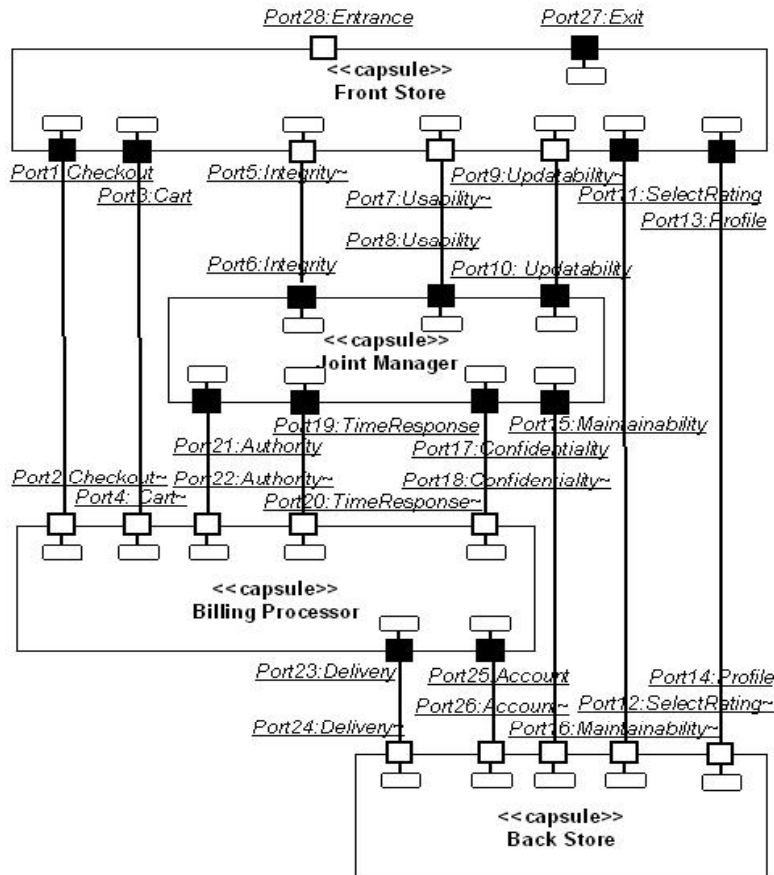 Port28:Entrance
Port27:Exit
<<capsule>>
Front Store
Port1:Checkout
Port3:Cart
Port5:Integrity~
Port7:Usability~
Port9:Updatability~
Port11:SelectRating
Port13:Profile
Port6:Integrity
Port8:Usability
Port10: Updatability
<<capsule>>
Joint Manager
Port21:Authority
Port19:TimeResponse
Port17:Confidentiality
Port15:Maintainability
Port2:Checkout~
Port4: Cart~
Port22:Authority~
Port20:TimeResponse~
Port18:Confidentiality~
<<capsule>>
Billing Processor
Port23:Delivery
Port25:Account
Port14:Profile
Port24:Delivery~
Port26:Account~
Port12:SelectRating~
Port16:Maintainability~
<<capsule>>
Back Store